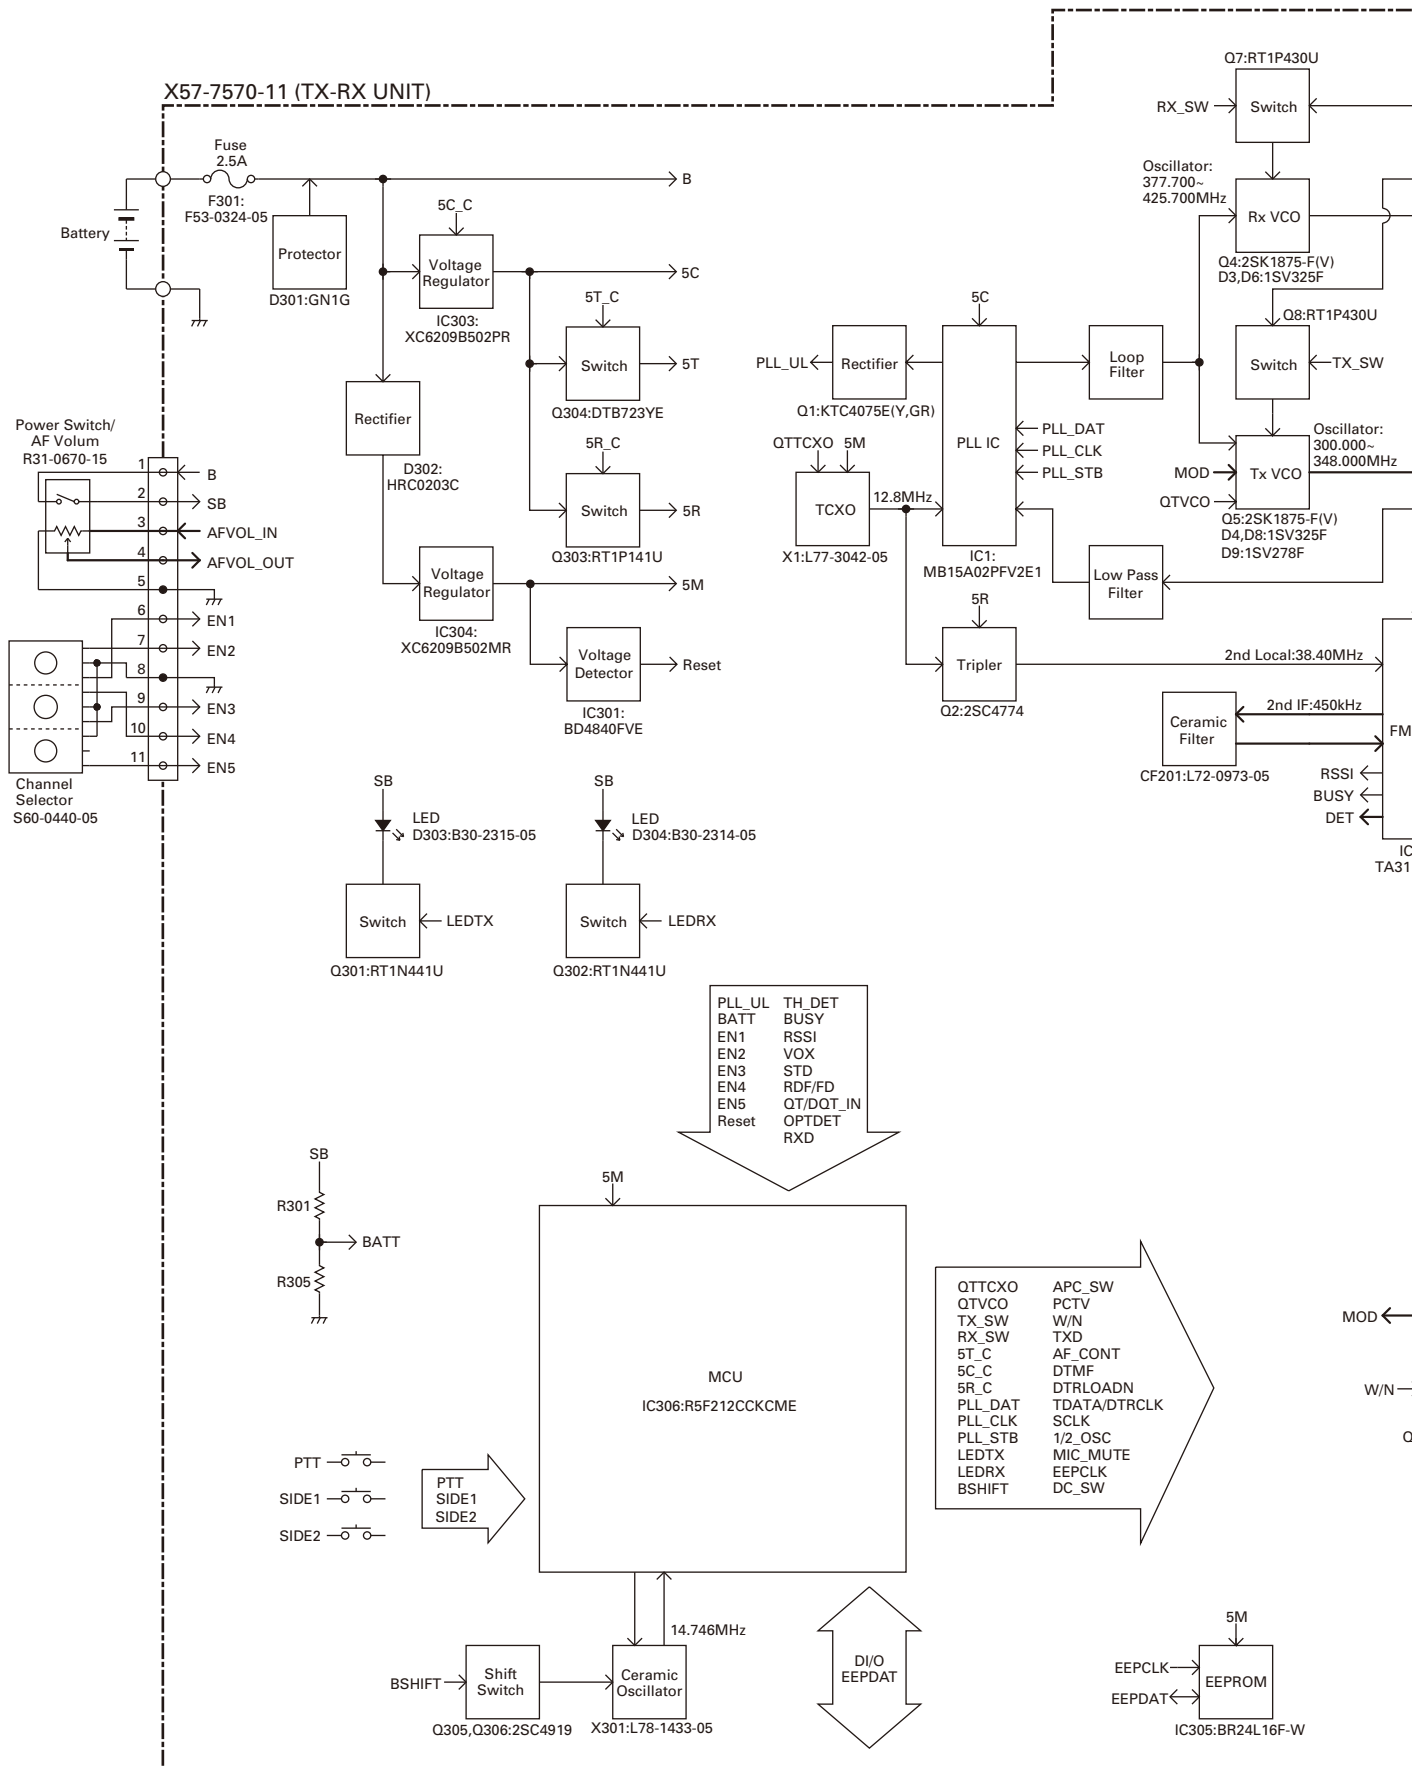 X57-7570-11 (TX-RX UNIT)
Fuse
2.5A
F301:
F53-0324-05
Battery
Protector
D301:GN1G
B
5C_C
Voltage
Regulator
IC303:
XC6209B502PR
5C
5T_C
Switch
5T
Q304:DTB723YE
Rectifier
D302:
HRC0203C
5R_C
Switch
5R
Q303:RT1P141U
Voltage
Regulator
IC304:
XC6209B502MR
5M
Voltage
Detector
Reset
IC301:
BD4840FVE
Power Switch/
AF Volum
R31-0670-15
1
B
2
SB
3
AFVOL_IN
4
AFVOL_OUT
5
6
EN1
7
EN2
8
9
EN3
10
EN4
11
EN5
Channel
Selector
S60-0440-05
SB
LED
D303:B30-2315-05
Switch
LEDTX
Q301:RT1N441U
SB
LED
D304:B30-2314-05
Switch
LEDRX
Q302:RT1N441U
Q7:RT1P430U
RX_SW
Switch
Oscillator:
377.700~
425.700MHz
Rx VCO
Q4:2SK1875-F(V)
D3,D6:1SV325F
Q8:RT1P430U
Switch
TX_SW
Oscillator:
300.000~
348.000MHz
MOD
QTVCO
Tx VCO
Q5:2SK1875-F(V)
D4,D8:1SV325F
D9:1SV278F
5C
PLL_UL
Rectifier
Q1:KTC4075E(Y,GR)
PLL IC
PLL_DAT
PLL_CLK
PLL_STB
IC1:
MB15A02PFV2E1
Loop
Filter
QTTCXO
5M
TCXO
12.8MHz
X1:L77-3042-05
Low Pass
Filter
5R
Tripler
Q2:2SC4774
2nd Local:38.40MHz
2nd IF:450kHz
Ceramic
Filter
CF201:L72-0973-05
FM
RSSI
BUSY
DET
IC
TA31
PLL_UL TH_DET
BATT BUSY
EN1 RSSI
EN2 VOX
EN3 STD
EN4 RDF/FD
EN5 QT/DQT_IN
Reset OPTDET
RXD
SB
R301
BATT
R305
5M
MCU
IC306:R5F212CCKCME
PTT
SIDE1
SIDE2
PTT
SIDE1
SIDE2
QTTCXO APC_SW
QTVCO PCTV
TX_SW W/N
RX_SW TXD
5T_C AF_CONT
5C_C DTMF
5R_C DTRLOADN
PLL_DAT TDATA/DTRCLK
PLL_CLK SCLK
PLL_STB 1/2_OSC
LEDTX MIC_MUTE
LEDRX EEPCLK
BSHIFT DC_SW
MOD
W/N
Q
14.746MHz
BSHIFT
Shift
Switch
Q305,Q306:2SC4919
Ceramic
Oscillator
X301:L78-1433-05
DI/O
EEPDAT
5M
EEPCLK
EEPDAT
EEPROM
IC305:BR24L16F-W